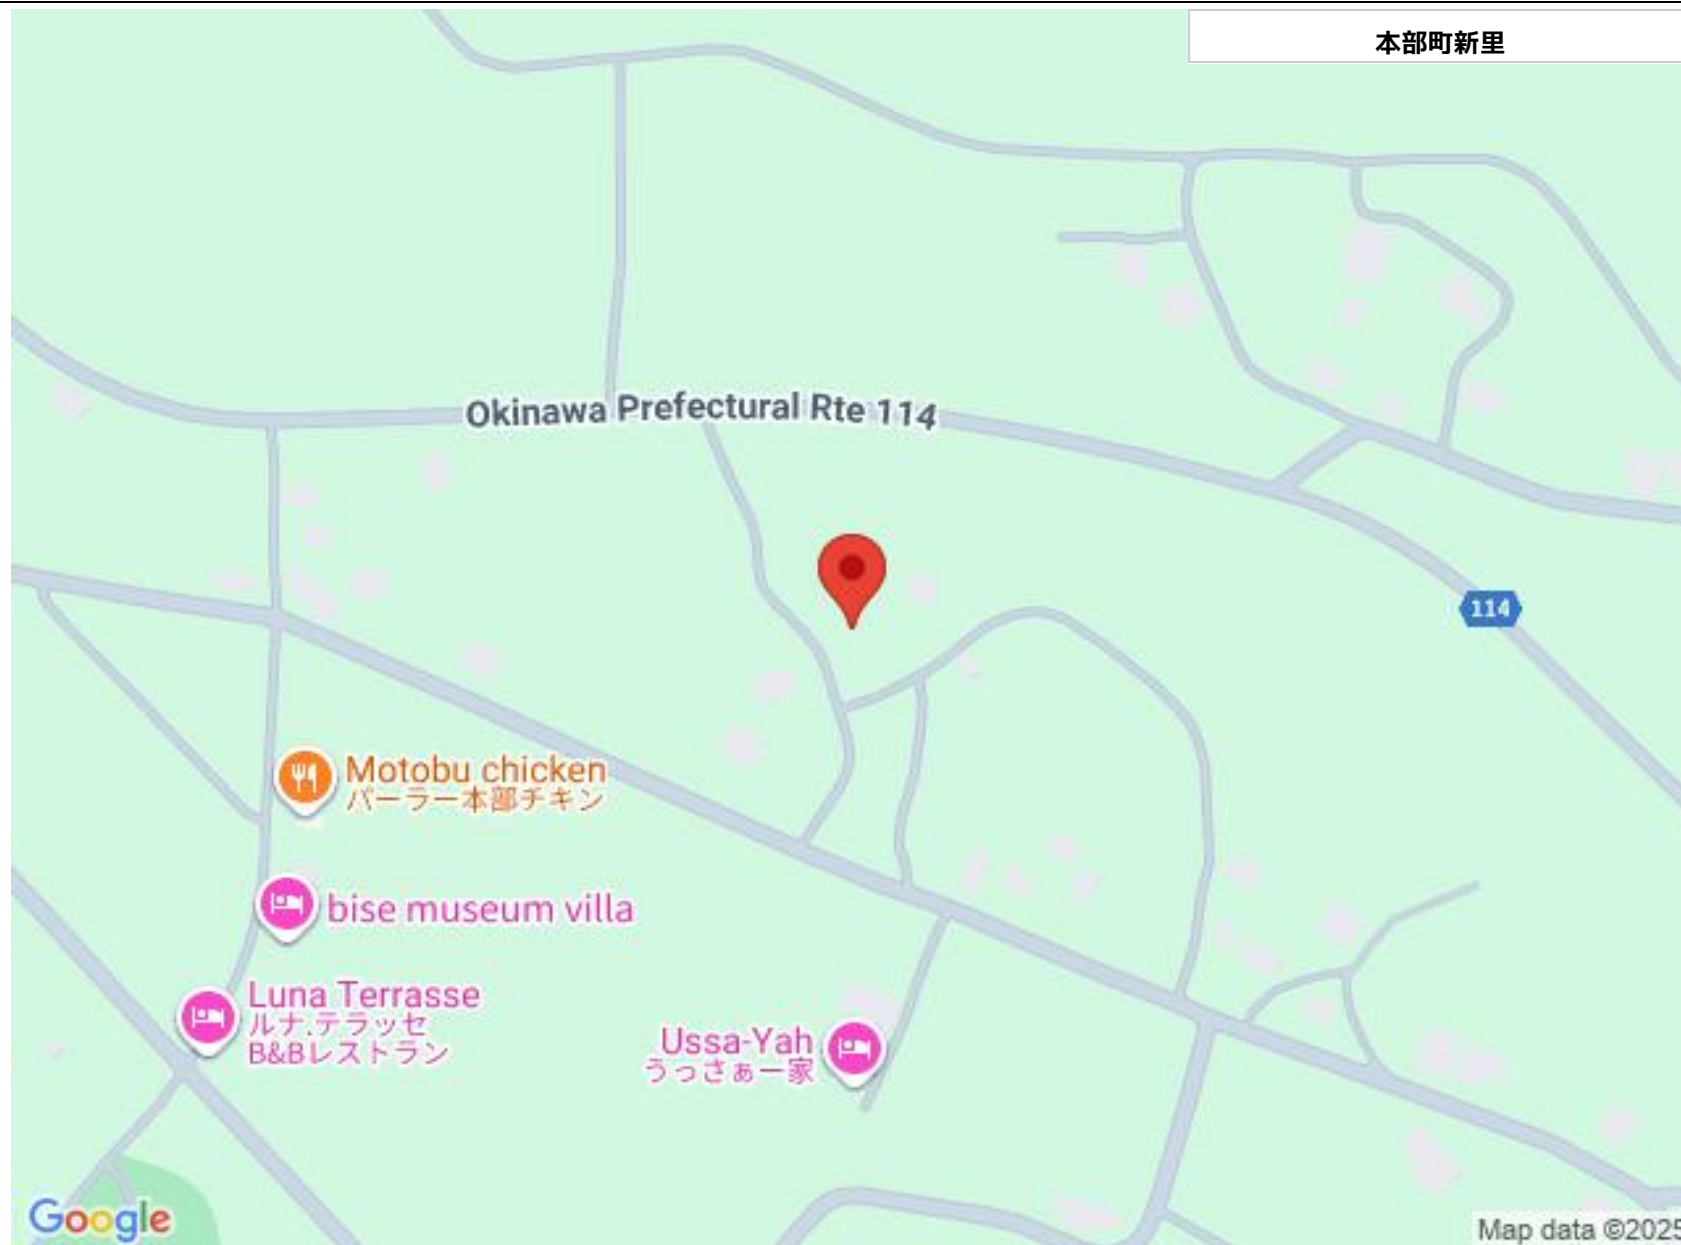 本部町新里
Okinawa Prefectural Rte 114
114
Motobu chicken
パーラー本部チキン
bise museum villa
Luna Terrasse
ルナ.テラッセ
B&Bレストラン
Ussa-Yah
うっさぁー家
Google
Map data ©2025